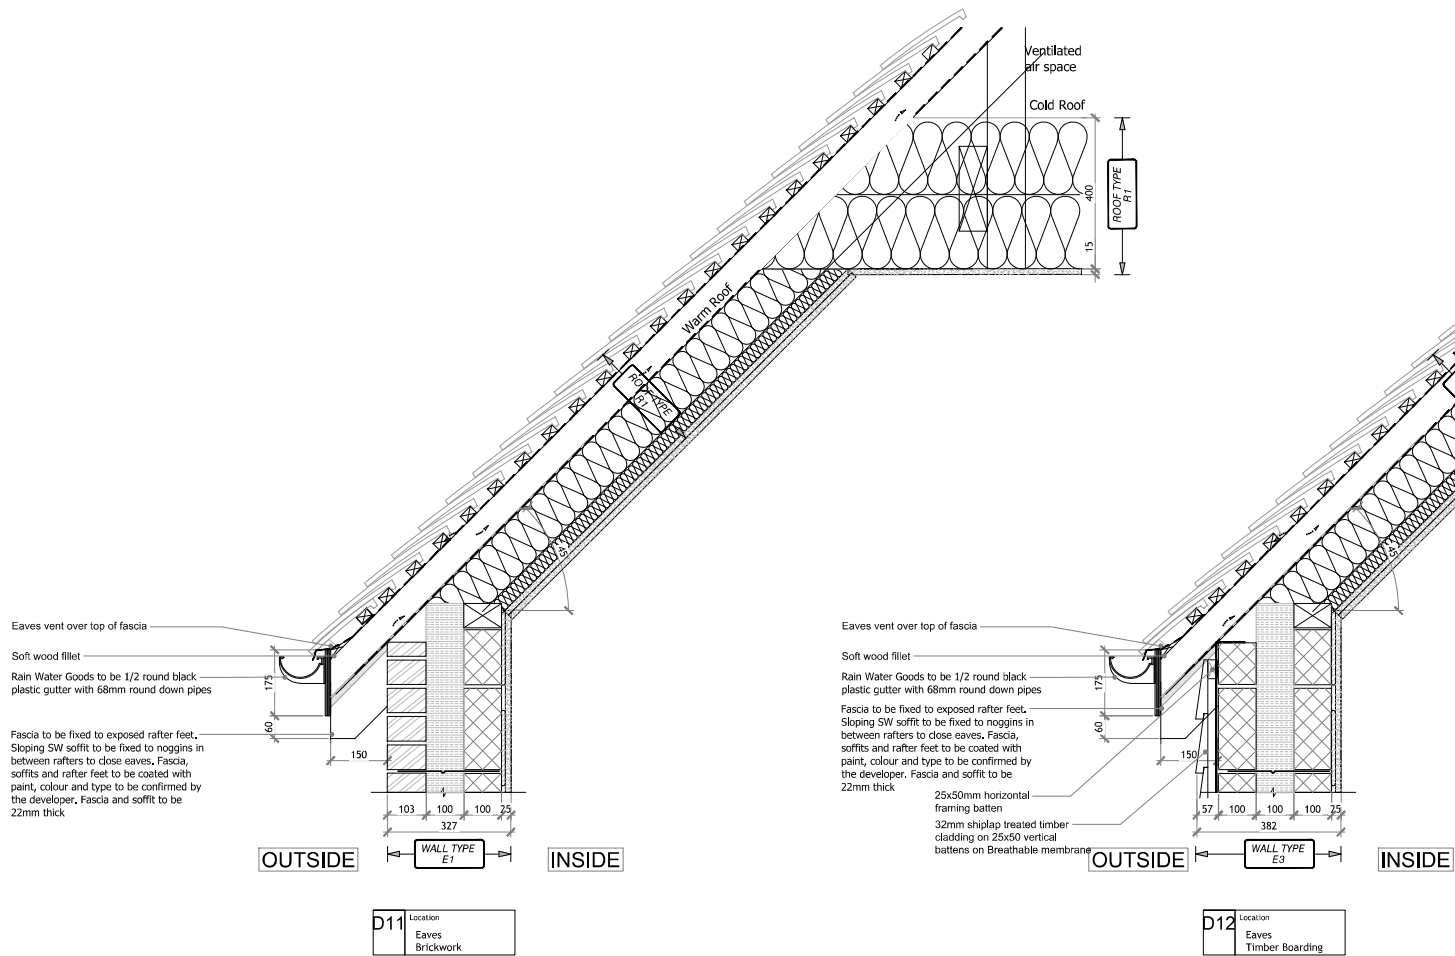 Ventilated
air space
Cold Roof
400
15
ROOF TYPE
R1
Warm Roof
ROOF TYPE
R1
45
Eaves vent over top of fascia
Soft wood fillet
Rain Water Goods to be 1/2 round black
plastic gutter with 68mm round down pipes
175
60
Fascia to be fixed to exposed rafter feet.
Sloping SW soffit to be fixed to noggins in
between rafters to close eaves. Fascia,
soffits and rafter feet to be coated with
paint, colour and type to be confirmed by
the developer. Fascia and soffit to be
22mm thick
150
103 100 100 25
327
OUTSIDE
WALL TYPE
E1
INSIDE
D11
Location
Eaves
Brickwork
45
Eaves vent over top of fascia
Soft wood fillet
Rain Water Goods to be 1/2 round black
plastic gutter with 68mm round down pipes
175
60
Fascia to be fixed to exposed rafter feet.
Sloping SW soffit to be fixed to noggins in
between rafters to close eaves. Fascia,
soffits and rafter feet to be coated with
paint, colour and type to be confirmed by
the developer. Fascia and soffit to be
22mm thick
150
25x50mm horizontal
framing batten
32mm shiplap treated timber
cladding on 25x50 vertical
battens on Breathable membrane
57 100 100 100 25
382
OUTSIDE
WALL TYPE
E3
INSIDE
D12
Location
Eaves
Timber Boarding